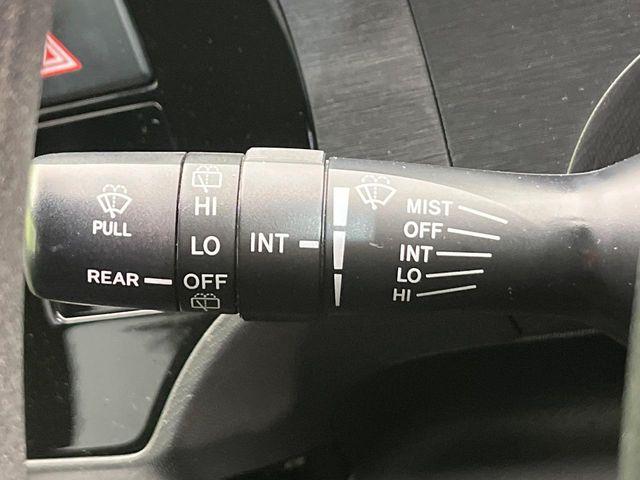 PULL
REAR
HI
LO
OFF
INT
MIST
OFF
INT
LO
HI